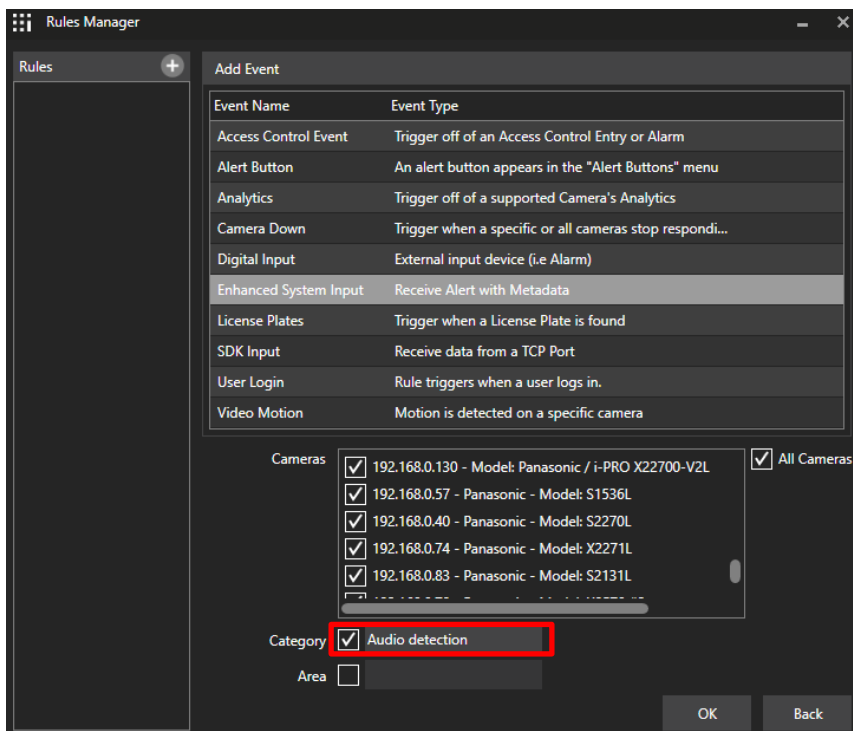 Rules Manager
Rules
Add Event
Event Name Event Type
Access Control Event Trigger off of an Access Control Entry or Alarm
Alert Button An alert button appears in the "Alert Buttons" menu
Analytics Trigger off of a supported Camera's Analytics
Camera Down Trigger when a specific or all cameras stop respondi...
Digital Input External input device (i.e Alarm)
Enhanced System Input Receive Alert with Metadata
License Plates Trigger when a License Plate is found
SDK Input Receive data from a TCP Port
User Login Rule triggers when a user logs in.
Video Motion Motion is detected on a specific camera
Cameras
192.168.0.130 - Model: Panasonic / i-PRO X22700-V2L
All Cameras
192.168.0.57 - Panasonic - Model: S1536L
192.168.0.40 - Panasonic - Model: S2270L
192.168.0.74 - Panasonic - Model: X2271L
192.168.0.83 - Panasonic - Model: S2131L
Category Audio detection
Area
OK Back